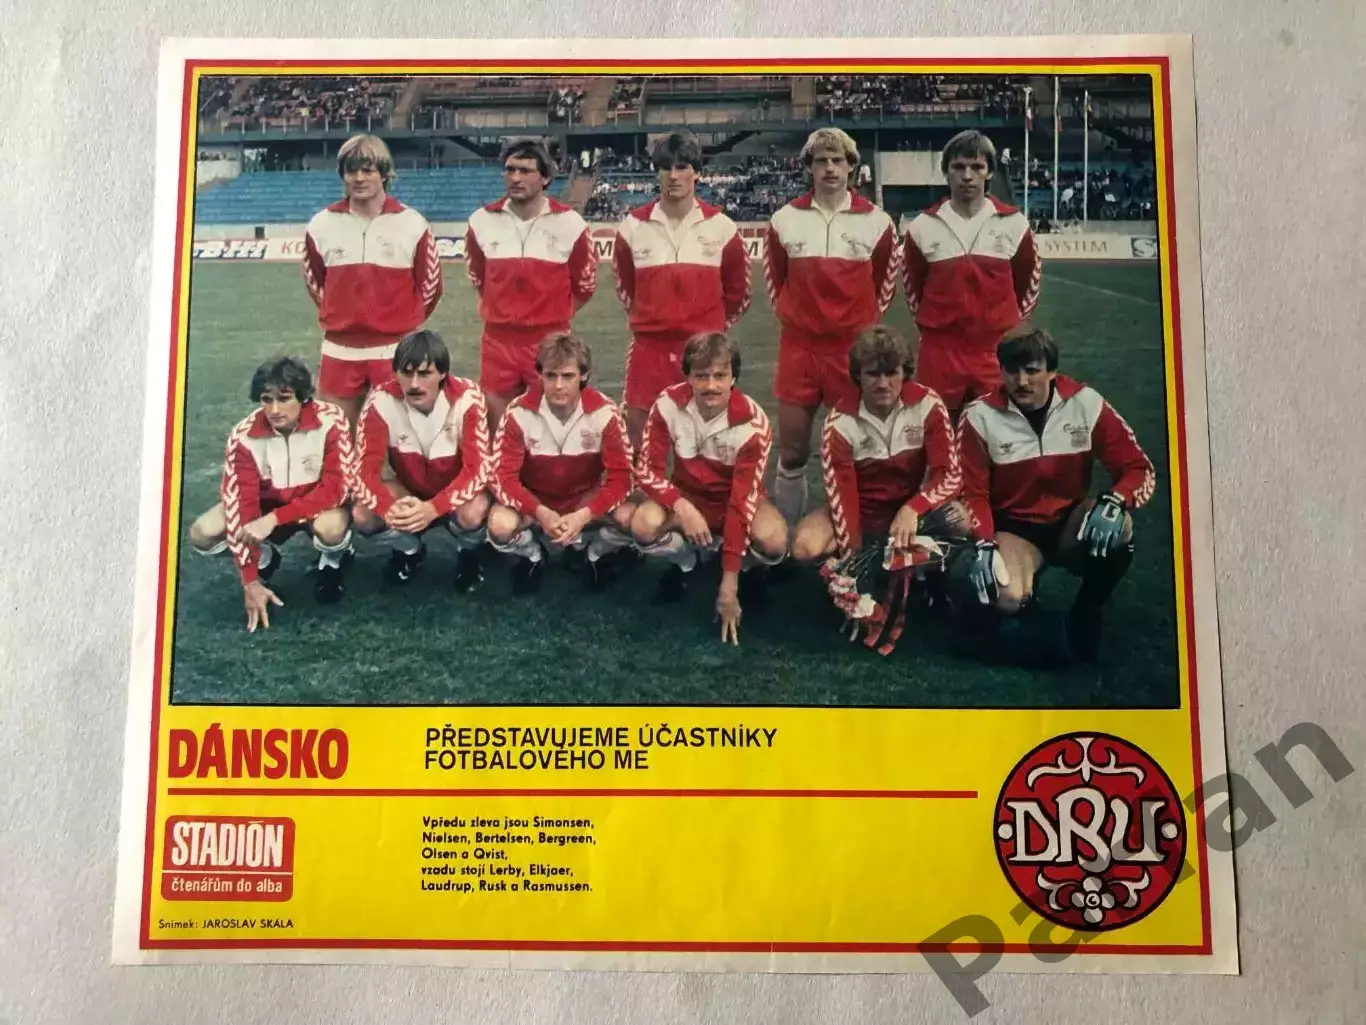 SYSTEM
DÁNSKO
PŘEDSTAVUJEME ÚČASTNÍKY
FOTBALOVÉHO ME
STADIÓN
čtenářům do alba
Vpředu zleva jsou Simonsen,
Nielsen, Bertelsen, Bergreen,
Olsen a Qvist,
vzadu stojí Lerby, Elkjaer,
Laudrup, Rusk a Rasmussen.
Snímek: JAROSLAV SKÁLA
DBU